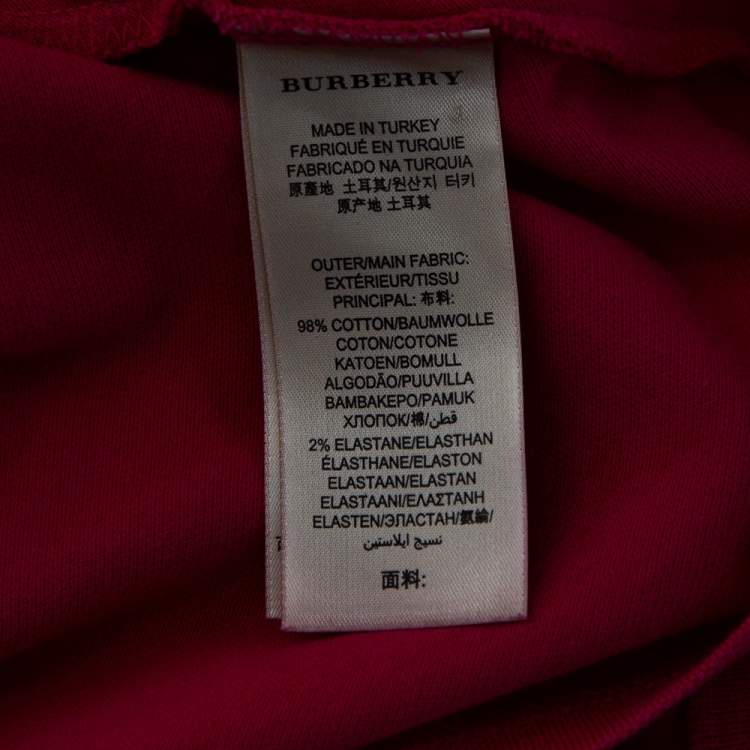 BURBERRY
MADE IN TURKEY
FABRIQUÉ EN TURQUIE
FABRICADO NA TURQUIA
原產地 土耳其/원산지 터키
原产地 土耳其
OUTER/MAIN FABRIC:
EXTÉRIEUR/TISSU
PRINCIPAL: 布料:
98% COTTON/BAUMWOLLE
COTON/COTONE
KATOEN/BOMULL
ALGODÃO/PUUVILLA
BAMBAKEPO/PAMUK
ХЛОПОК/棉/قطن
2% ELASTANE/ELASTHAN
ÉLASTHANE/ELASTON
ELASTAAN/ELASTAN
ELASTAANI/ΕΛΑΣΤΑΝΗ
ELASTEN/ЭЛАСТАН/氨綸/
نسيج ايلاستين
面料: